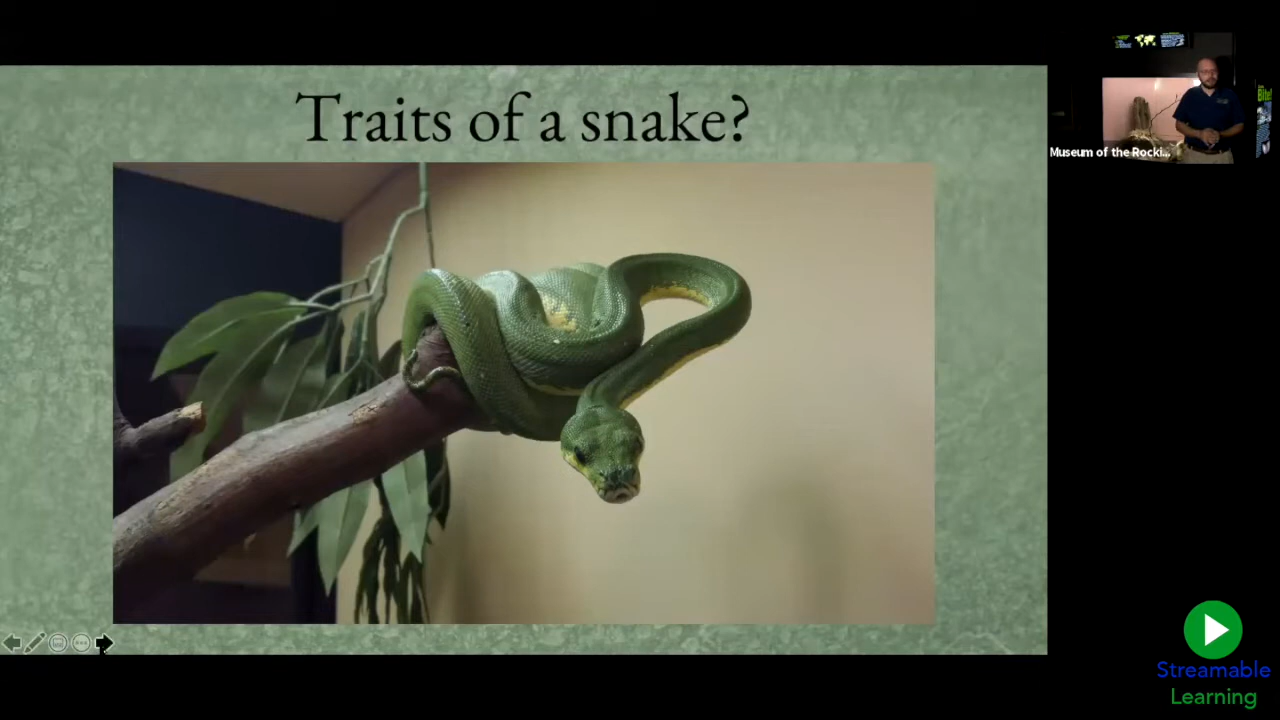 Traits of a snake?
Museum of the Rocki...
Streamable
Learning